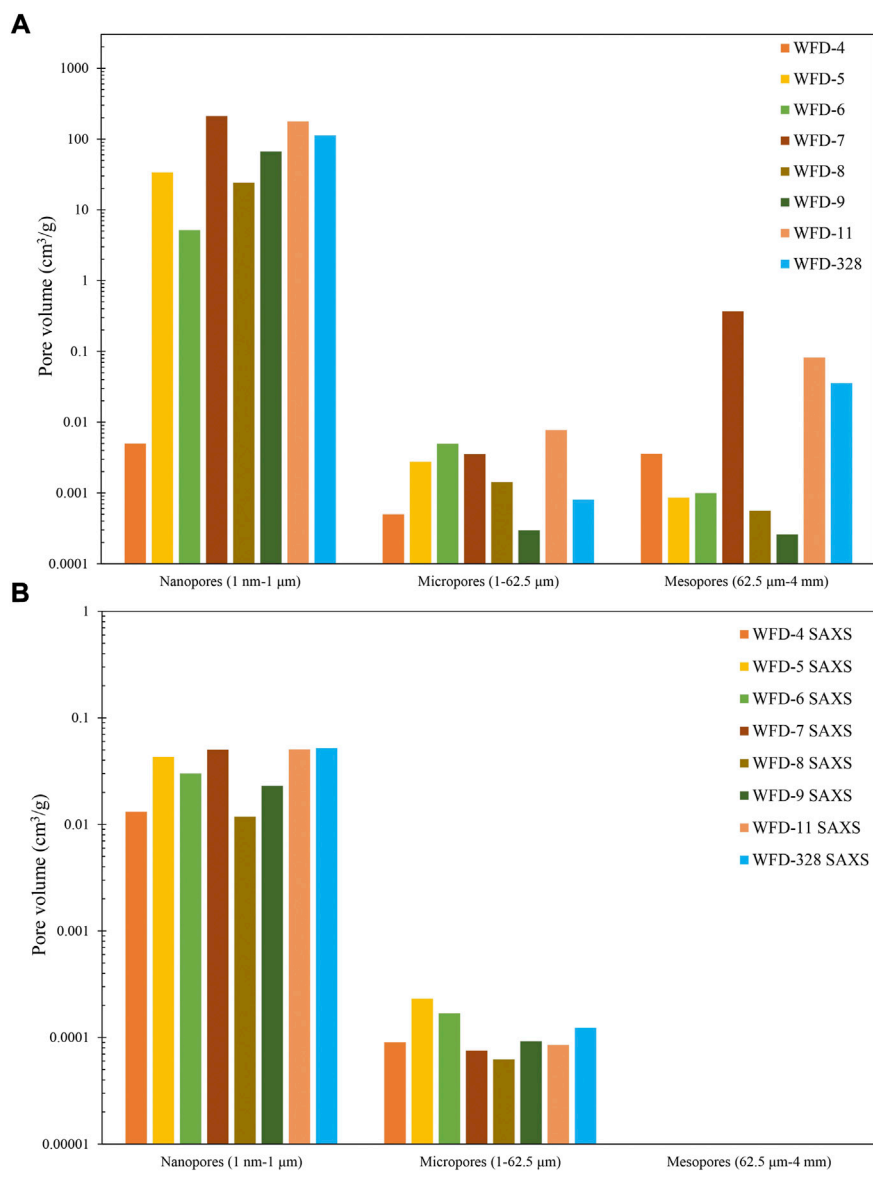 A
1000
100
10
1
0.1
0.01
0.001
0.0001
Pore volume (cm³/g)
WFD-4
WFD-5
WFD-6
WFD-7
WFD-8
WFD-9
WFD-11
WFD-328
Nanopores (1 nm-1 μm)
Micropores (1-62.5 μm)
Mesopores (62.5 μm-4 mm)
B
1
0.1
0.01
0.001
0.0001
0.00001
Pore volume (cm³/g)
WFD-4 SAXS
WFD-5 SAXS
WFD-6 SAXS
WFD-7 SAXS
WFD-8 SAXS
WFD-9 SAXS
WFD-11 SAXS
WFD-328 SAXS
Nanopores (1 nm-1 μm)
Micropores (1-62.5 μm)
Mesopores (62.5 μm-4 mm)